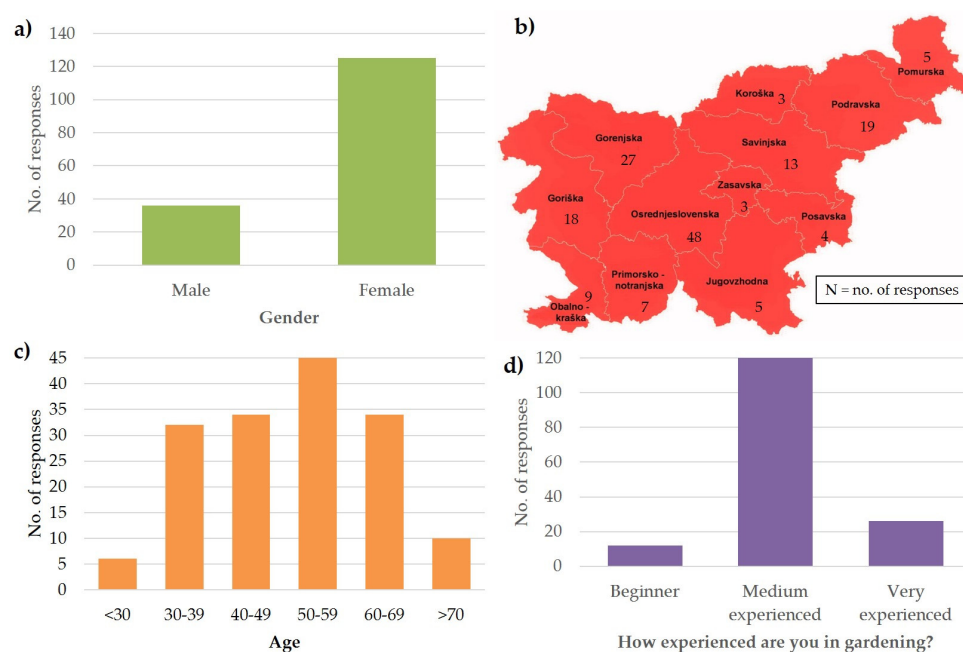 a)
No. of responses
140
120
100
80
60
40
20
0
Male
Female
Gender
b)
5
Pomurska
Koroška 3
Podravska
19
Gorenjska
27
Savinjska
13
Zasavska
3
Goriška
18
Osrednjeslovenska
48
Posavska
4
Primorsko -
notranjska
7
Jugovzhodna
5
9
Obalno -
kraška
N = no. of responses
c)
No. of responses
45
40
35
30
25
20
15
10
5
0
<30
30-39
40-49
50-59
60-69
>70
Age
d)
No. of responses
120
100
80
60
40
20
0
Beginner
Medium
experienced
Very
experienced
How experienced are you in gardening?